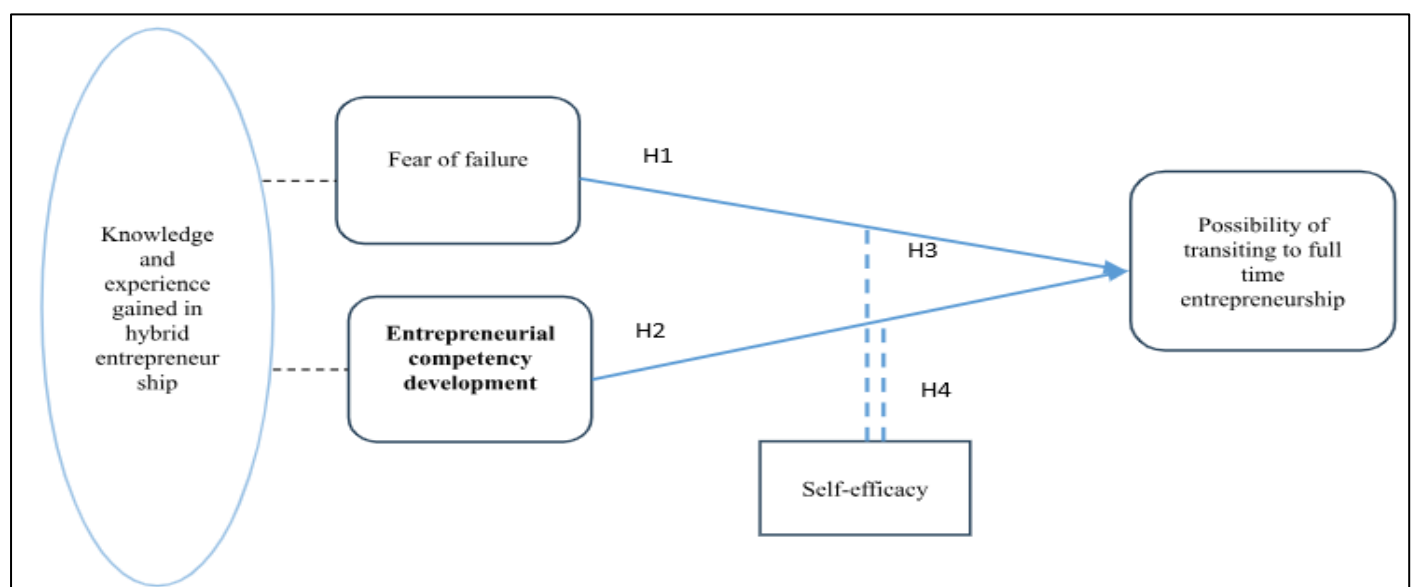 Knowledge
and
experience
gained in
hybrid
entrepreneur
ship
Fear of failure
Entrepreneurial
competency
development
H1
H2
H3
H4
Self-efficacy
Possibility of
transiting to full
time
entrepreneurship